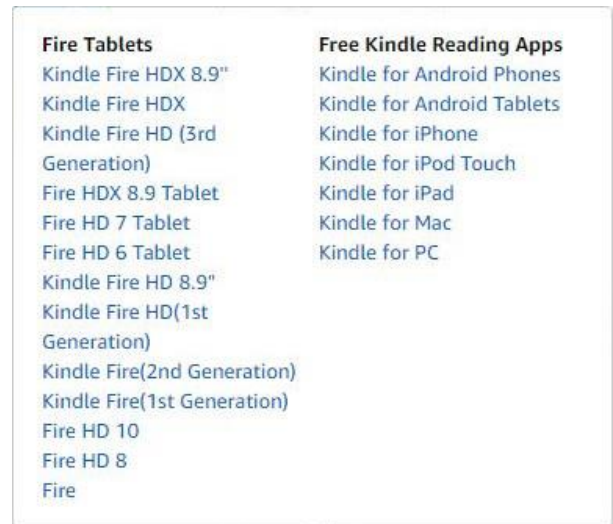 Fire Tablets
Kindle Fire HDX 8.9"
Kindle Fire HDX
Kindle Fire HD (3rd
Generation)
Fire HDX 8.9 Tablet
Fire HD 7 Tablet
Fire HD 6 Tablet
Kindle Fire HD 8.9"
Kindle Fire HD(1st
Generation)
Kindle Fire(2nd Generation)
Kindle Fire(1st Generation)
Fire HD 10
Fire HD 8
Fire
Free Kindle Reading Apps
Kindle for Android Phones
Kindle for Android Tablets
Kindle for iPhone
Kindle for iPod Touch
Kindle for iPad
Kindle for Mac
Kindle for PC